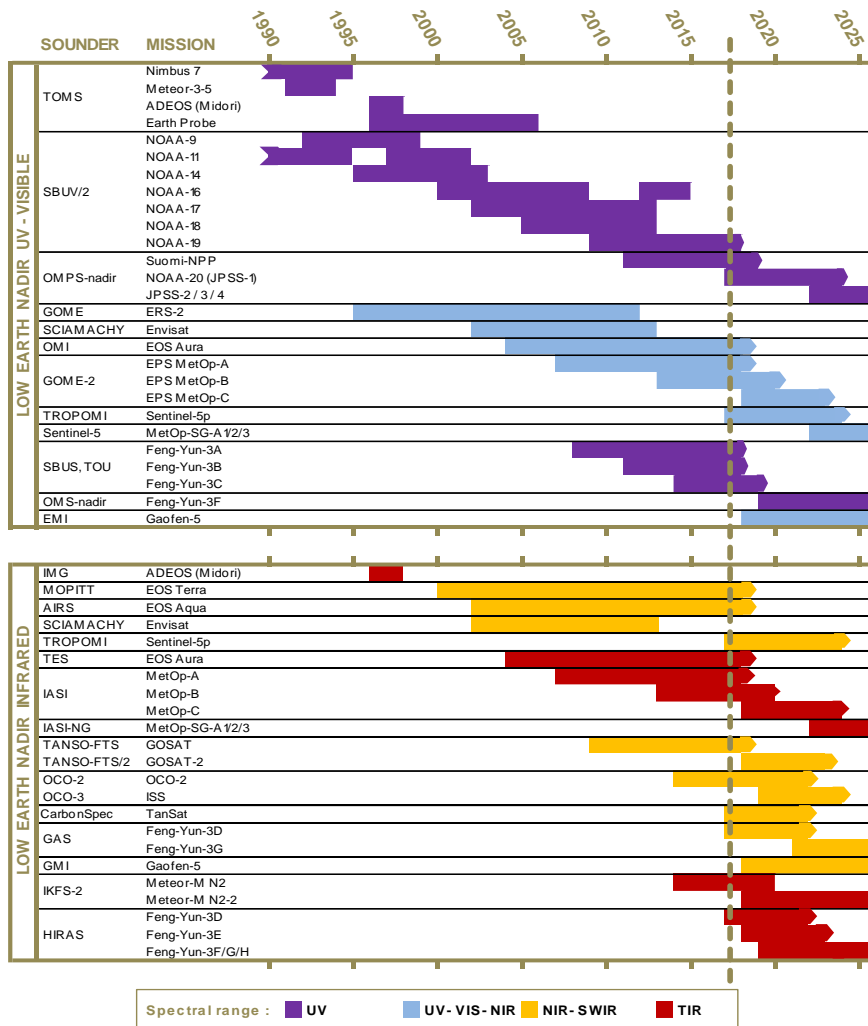 1990 1995 2000 2005 2010 2015 2020 2025
SOUNDER MISSION
LOW EARTH NADIR UV - VISIBLE
TOMS
Nimbus 7
Meteor-3-5
ADEOS (Midori)
Earth Probe
SBUV/2
NOAA-9
NOAA-11
NOAA-14
NOAA-16
NOAA-17
NOAA-18
NOAA-19
OMPS-nadir
Suomi-NPP
NOAA-20 (JPSS-1)
JPSS-2 / 3 / 4
GOME ERS-2
SCIAMACHY Envisat
OMI EOS Aura
GOME-2
EPS MetOp-A
EPS MetOp-B
EPS MetOp-C
TROPOMI Sentinel-5p
Sentinel-5 MetOp-SG-A1/2/3
SBUS, TOU
Feng-Yun-3A
Feng-Yun-3B
Feng-Yun-3C
OMS-nadir Feng-Yun-3F
EMI Gaofen-5
LOW EARTH NADIR INFRARED
IMG ADEOS (Midori)
MOPITT EOS Terra
AIRS EOS Aqua
SCIAMACHY Envisat
TROPOMI Sentinel-5p
TES EOS Aura
IASI
MetOp-A
MetOp-B
MetOp-C
IASI-NG MetOp-SG-A1/2/3
TANSO-FTS GOSAT
TANSO-FTS/2 GOSAT-2
OCO-2 OCO-2
OCO-3 ISS
CarbonSpec TanSat
GAS
Feng-Yun-3D
Feng-Yun-3G
GMI Gaofen-5
IKFS-2
Meteor-M N2
Meteor-M N2-2
HIRAS
Feng-Yun-3D
Feng-Yun-3E
Feng-Yun-3F/G/H
Spectral range : UV UV- VIS- NIR NIR- SWIR TIR